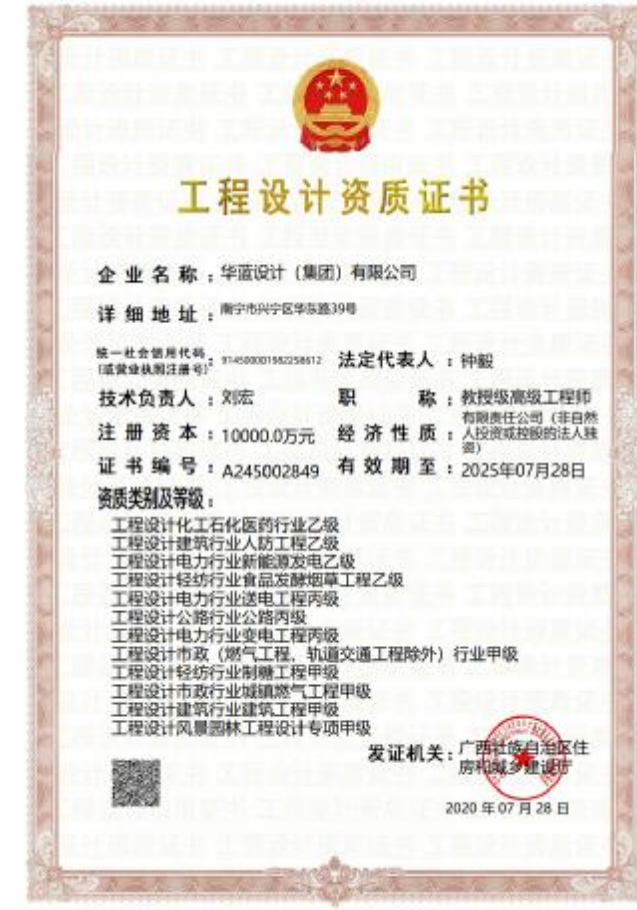 工程设计资质证书
企业名称：华蓝设计（集团）有限公司
详细地址：南宁市兴宁区华东路39号
统一社会信用代码
(或营业执照注册号)：914500001982258612 法定代表人：钟毅
技术负责人：刘宏 职称：教授级高级工程师
注册资本：10000.0万元 经济性质：有限责任公司（非自然
人投资或控股的法人独
资）
证书编号：A245002849 有效期至：2025年07月28日
资质类别及等级：
工程设计化工石化医药行业乙级
工程设计建筑行业人防工程乙级
工程设计电力行业新能源发电乙级
工程设计轻纺行业食品发酵烟草工程乙级
工程设计电力行业送电工程丙级
工程设计公路行业公路丙级
工程设计电力行业变电工程丙级
工程设计市政（燃气工程、轨道交通工程除外）行业甲级
工程设计轻纺行业制糖工程甲级
工程设计市政行业城镇燃气工程甲级
工程设计建筑行业建筑工程甲级
工程设计风景园林工程设计专项甲级
发证机关：广西壮族自治区住
房和城乡建设厅
2020年07月28日